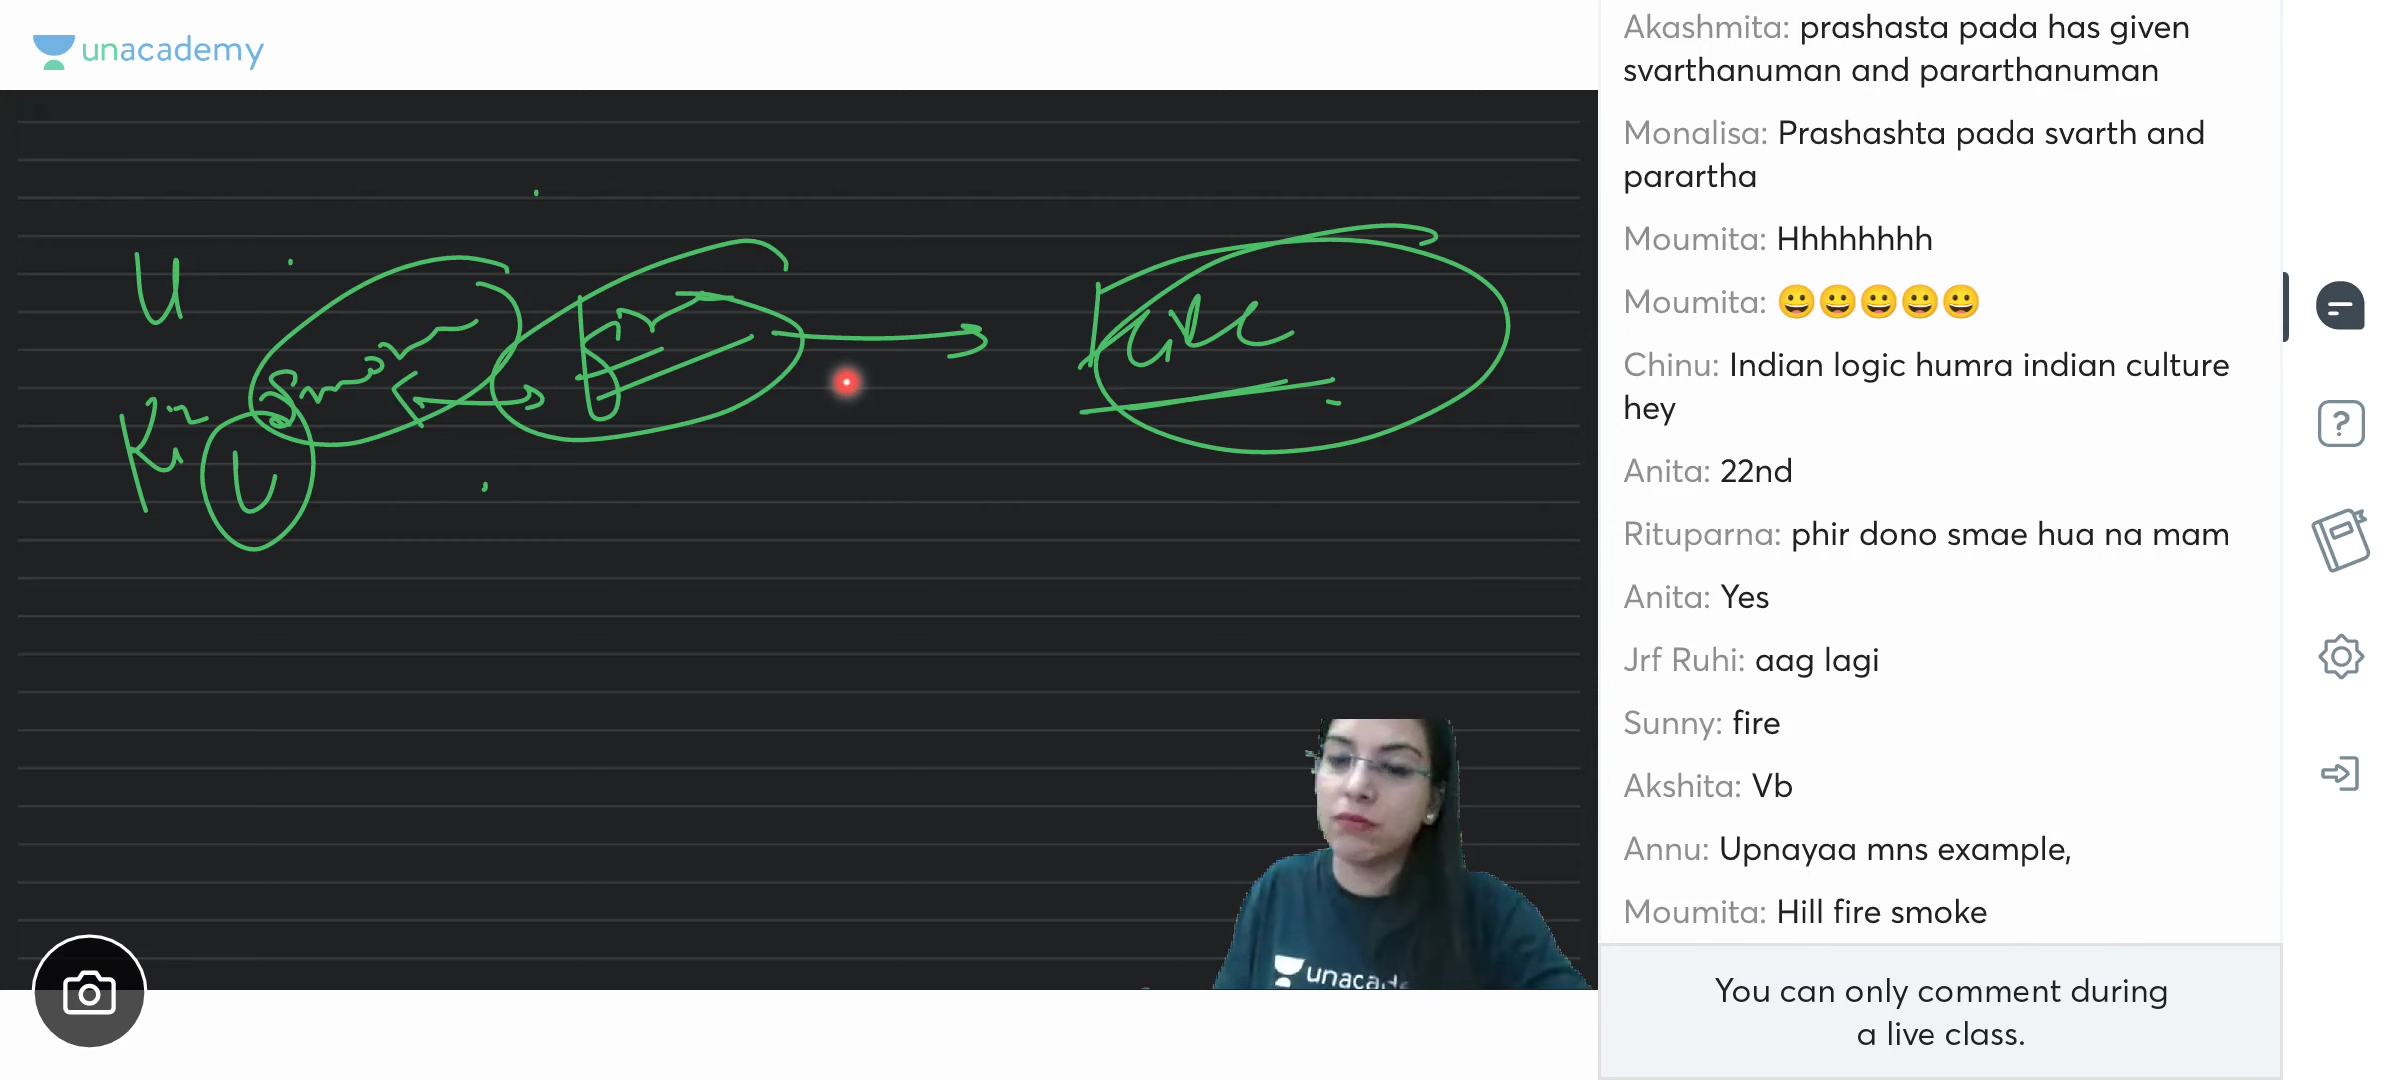 unacademy
U
Akashmita: prashasta pada has given
svarthanuman and pararthanuman
Monalisa: Prashashta pada svarth and
parartha
Moumita: Hhhhhhhh
Moumita: 😀😀😀😀😀
Chinu: Indian logic humra indian culture
hey
Anita: 22nd
Rituparna: phir dono smae hua na mam
Anita: Yes
Jrf Ruhi: aag lagi
Sunny: fire
Akshita: Vb
Annu: Upnayaa mns example,
Moumita: Hill fire smoke
You can only comment during
a live class.